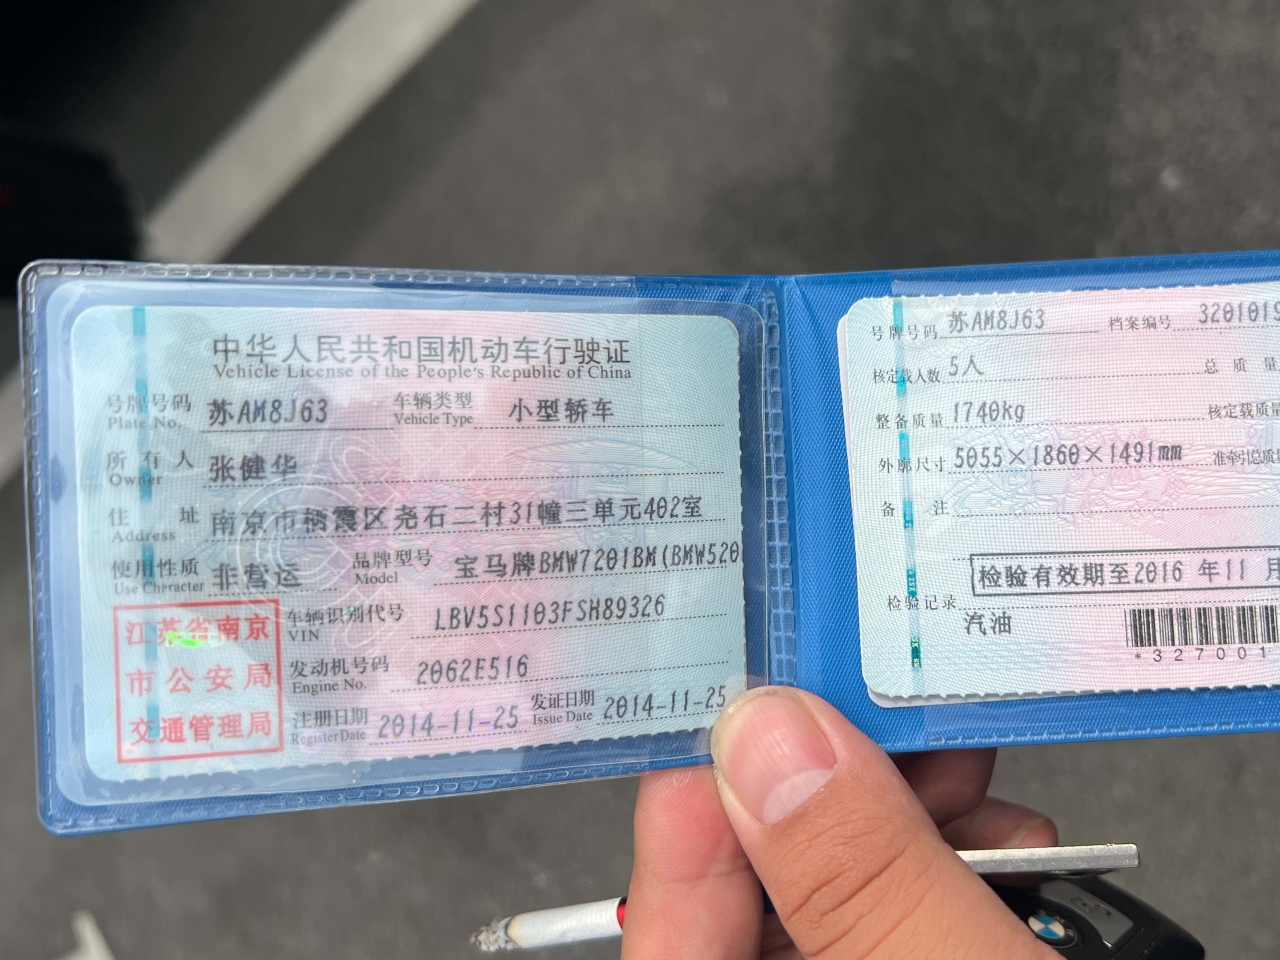 中华人民共和国机动车行驶证
Vehicle License of the People's Republic of China
号牌号码 苏AM8J63 车辆类型 小型轿车
Plate No. Vehicle Type
所有人 张健华
Owner
住址 南京市栖霞区尧石二村31幢三单元402室
Address
使用性质 非营运 品牌型号 宝马牌BMW7201BM(BMW520
Use Character Model
江苏省南京
市公安局
交通管理局
车辆识别代号 LBV5S1103FSH89326
VIN
发动机号码 2062E516
Engine No.
注册日期 2014-11-25 发证日期 2014-11-25
Register Date Issue Date
号牌号码 苏AM8J63 档案编号 3201019
核定载人数 5人 总质量
整备质量 1740kg 核定载质量
外廓尺寸 5055×1860×1491mm 准牵引总质量
备注
检验有效期至2016 年11 月
检验记录
汽油
*327001